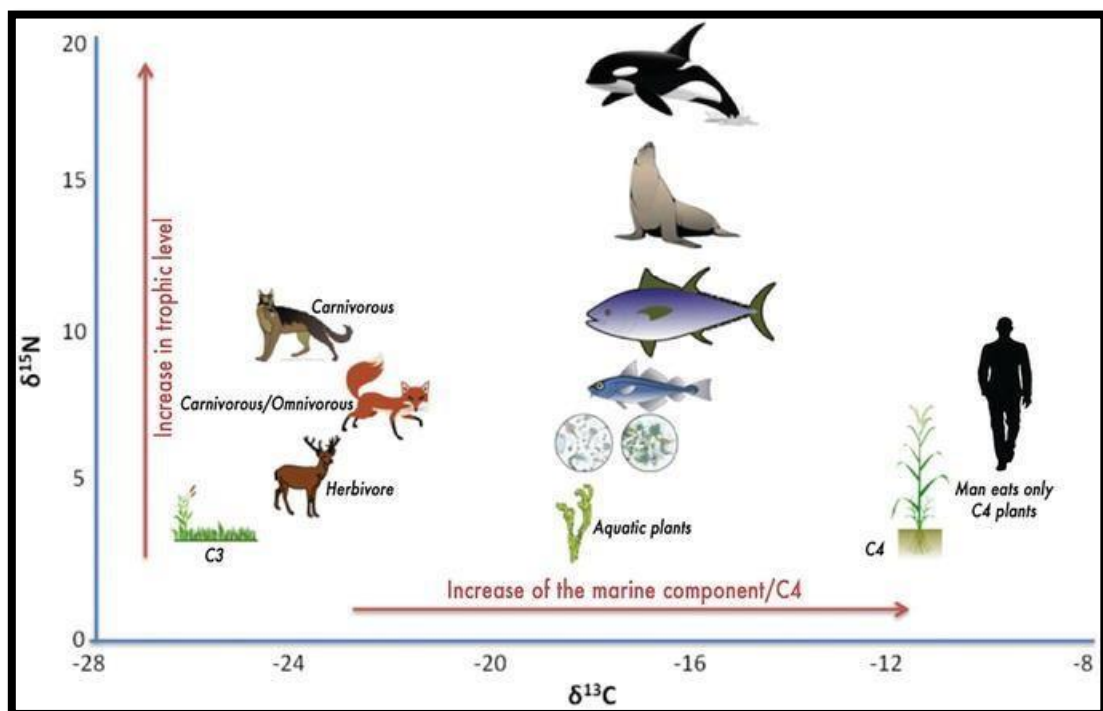 20
15
10
5
0
δ¹⁵N
Increase in trophic level
Carnivorous
Carnivorous/Omnivorous
Herbivore
C3
Aquatic plants
C4
Man eats only
C4 plants
Increase of the marine component/C4
-28
-24
-20
-16
-12
-8
δ¹³C